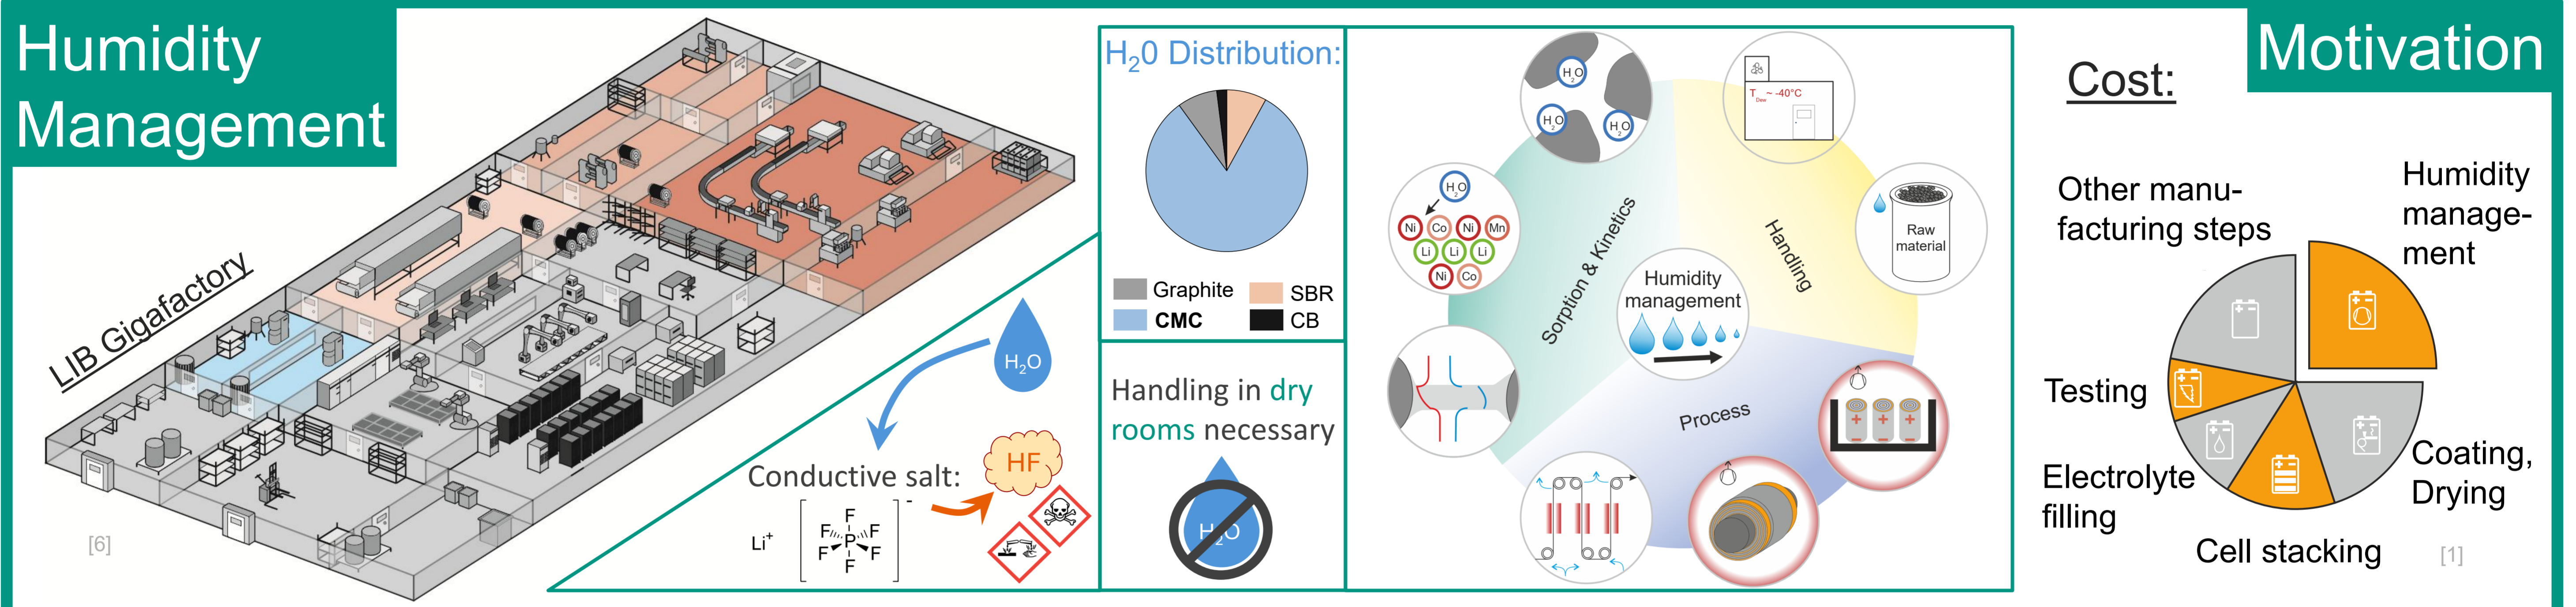 Humidity
Management
LIB Gigafactory
[6]
H2O
Conductive salt:
HF
Li+
[
F
F F
P
F F
F
]-
H20 Distribution:
Graphite
SBR
CMC
CB
Handling in dry
rooms necessary
H2O
H2O
H2O
H2O
TDew ~ -40°C
H2O
Ni Co Ni Mn
Li Li Li
Ni Co
Raw
material
Sorption & Kinetics
Handling
Humidity
management
Process
+ + +
- - -
Motivation
Cost:
Other manu-
facturing steps
Humidity
manage-
ment
Testing
Electrolyte
filling
Cell stacking
Coating,
Drying
[1]